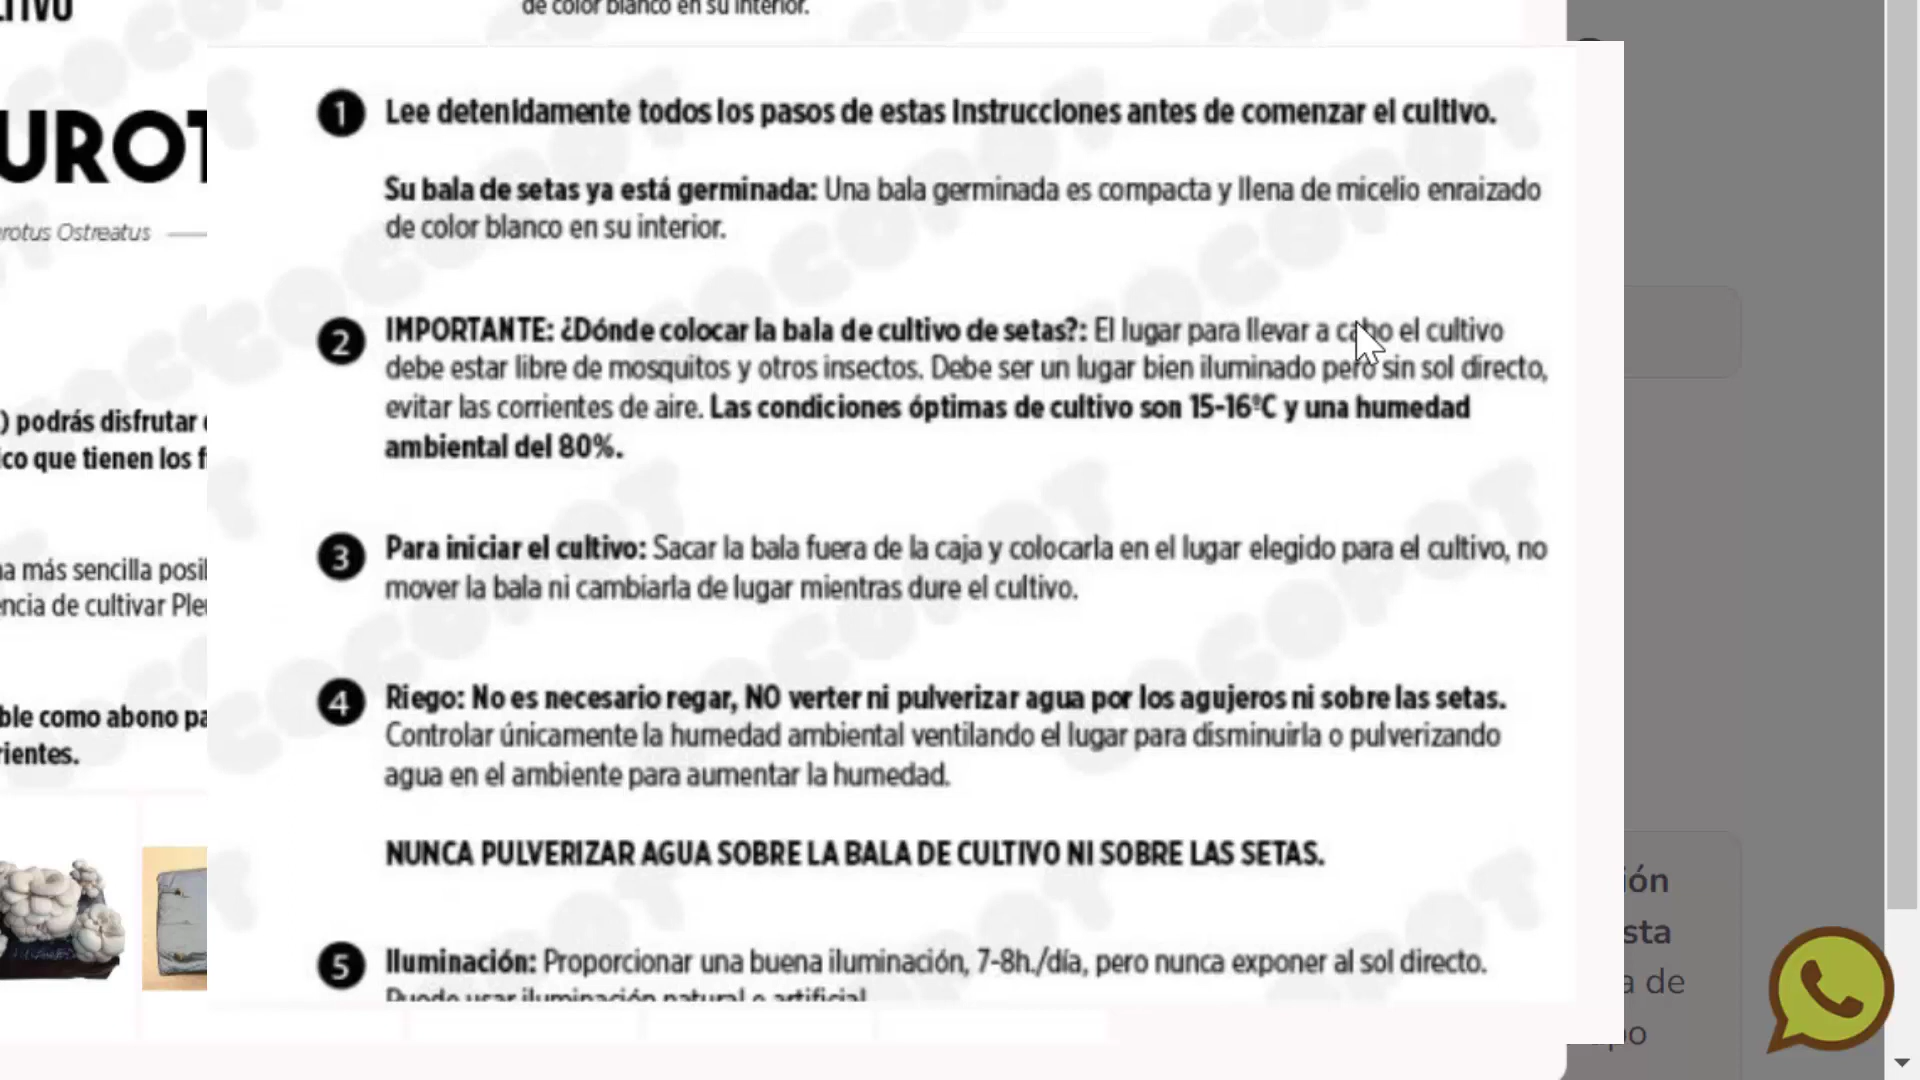 de color blanco en su interior.
UROT
rotus Ostreatus
) podrás disfrutar
ico que tienen los
más sencilla
encia de cultivar
ble como abono
rientes.
1 Lee detenidamente todos los pasos de estas instrucciones antes de comenzar el cultivo.
Su bala de setas ya está germinada: Una bala germinada es compacta y llena de micelio enraizado
de color blanco en su interior.
2 IMPORTANTE: ¿Dónde colocar la bala de cultivo de setas?: El lugar para llevar a cabo el cultivo
debe estar libre de mosquitos y otros insectos. Debe ser un lugar bien iluminado pero sin sol directo,
evitar las corrientes de aire. Las condiciones óptimas de cultivo son 15-16ºC y una humedad
ambiental del 80%.
3 Para iniciar el cultivo: Sacar la bala fuera de la caja y colocarla en el lugar elegido para el cultivo, no
mover la bala ni cambiarla de lugar mientras dure el cultivo.
4 Riego: No es necesario regar, NO verter ni pulverizar agua por los agujeros ni sobre las setas.
Controlar únicamente la humedad ambiental ventilando el lugar para disminuirla o pulverizando
agua en el ambiente para aumentar la humedad.
NUNCA PULVERIZAR AGUA SOBRE LA BALA DE CULTIVO NI SOBRE LAS SETAS.
5 Iluminación: Proporcionar una buena iluminación, 7-8h./día, pero nunca exponer al sol directo.
Puede usar iluminación natural o artificial
COCOPOT
ión
sta
a de
po